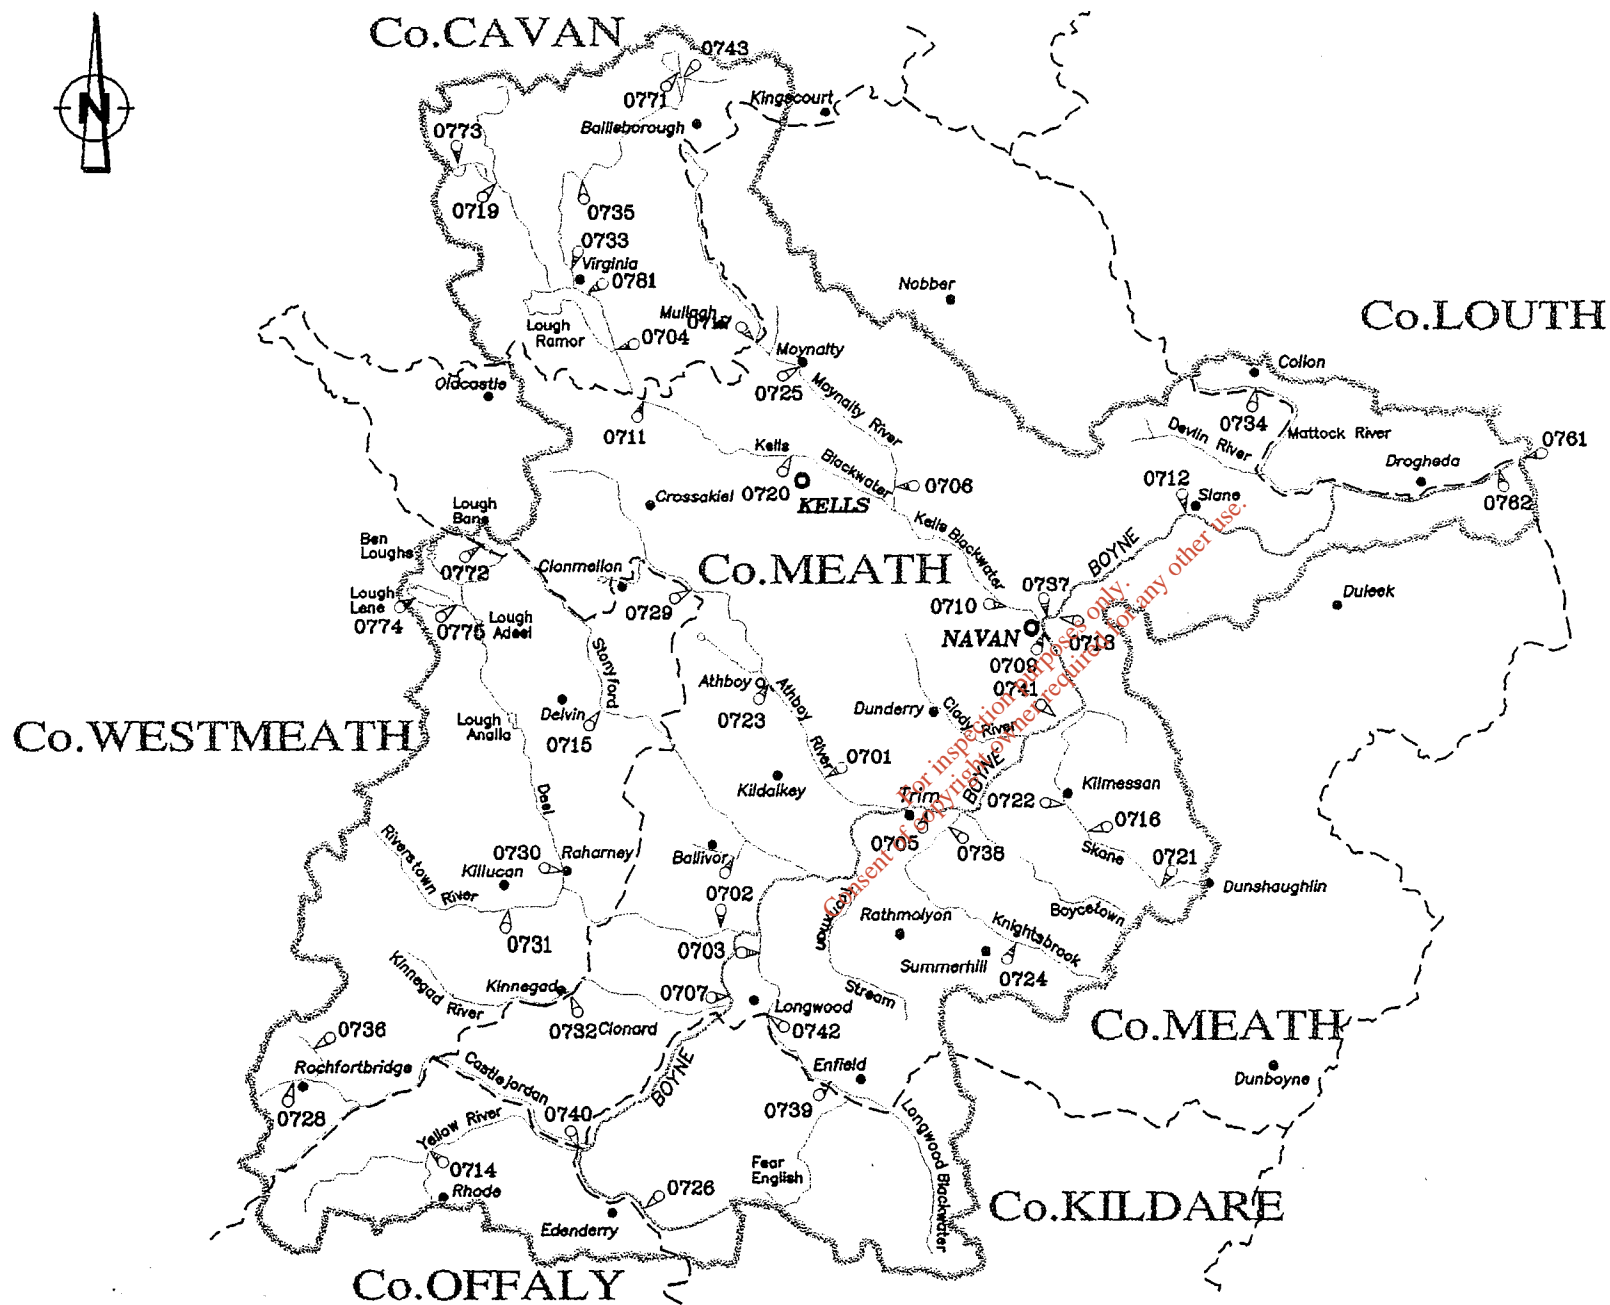 Co.CAVAN
0743
N
0771
Kingscourt
0773
Bailieborough
0719
0735
0733
Virginia
0781
Nobber
Co.LOUTH
Mullagh
Lough
Ramor
0704
Moynalty
Collon
Oldcastle
0725
Moynalty River
0711
0734
Devlin River
Mattock River
0761
Kells
Blackwater
Drogheda
0720
0706
0712
Slane
0762
Crossakiel
KELLS
Lough
Bane
Kells Blackwater
Ben
Loughs
BOYNE
0772
Clonmellon
Co.MEATH
0737
Lough
Lene
0729
0710
Duleek
0774
0775
Lough
Adeel
NAVAN
0718
0709
Stonyford
Athboy
0741
0723
Athboy River
Dunderry
Clady River
Delvin
Lough
Analla
Co.WESTMEATH
0715
0701
BOYNE
Kildalkey
Deel
Trim
0722
Kilmessan
0716
0705
0738
Skane
Riverstown River
0730
Raharney
Ballivor
0721
Killucan
0702
Dunshaughlin
Boycetown
Rathmolyon
Knightsbrook
0731
0703
Summerhill
0724
Kinnegad River
Kinnegad
0707
Stream
Longwood
0732
Clonard
0742
Co.MEATH
0736
Rochfortbridge
Enfield
Dunboyne
Castlejordan
BOYNE
0728
0739
0740
Yellow River
Longwood Blackwater
0714
Fear
English
Rhode
0726
Co.KILDARE
Edenderry
Co.OFFALY
For inspection purposes only.
Consent of copyright owner required for any other use.